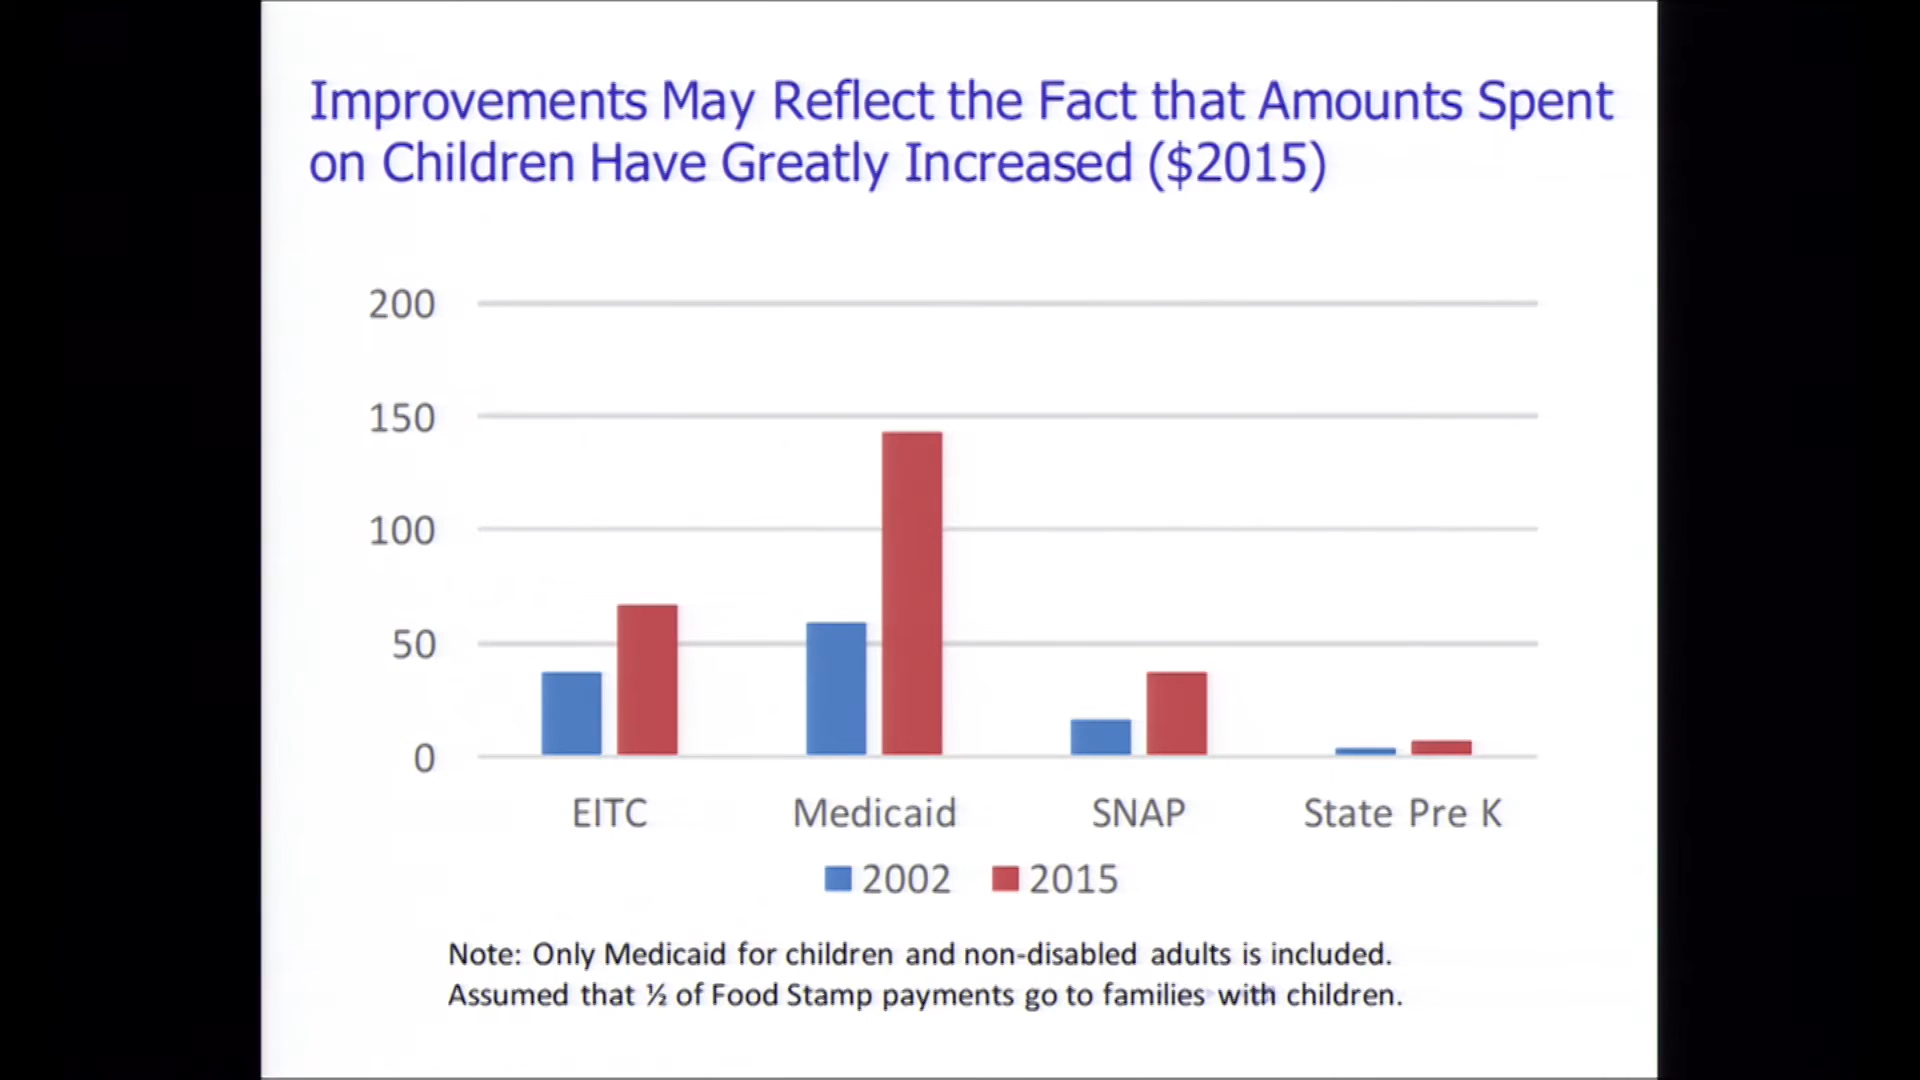 Improvements May Reflect the Fact that Amounts Spent
on Children Have Greatly Increased ($2015)
200
150
100
50
0
EITC Medicaid SNAP State Pre K
2002 2015
Note: Only Medicaid for children and non-disabled adults is included.
Assumed that ½ of Food Stamp payments go to families with children.